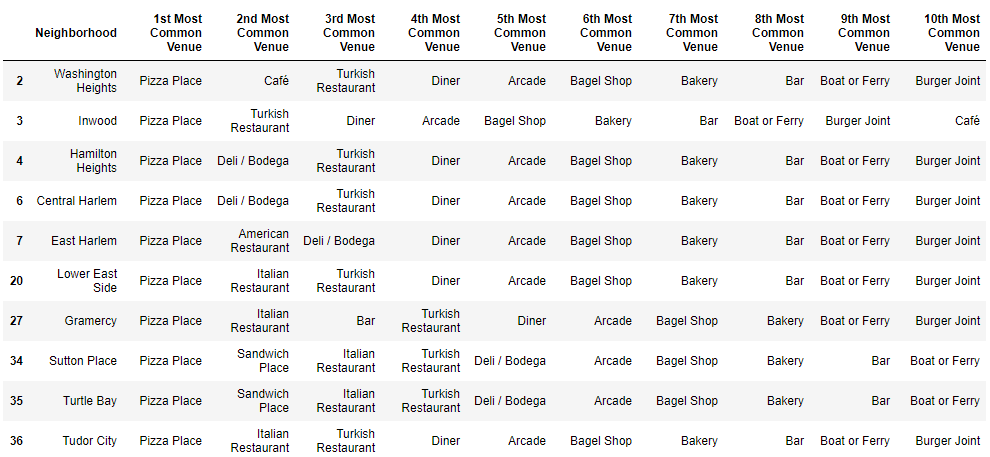 Neighborhood 1st Most Common Venue 2nd Most Common Venue 3rd Most Common Venue 4th Most Common Venue 5th Most Common Venue 6th Most Common Venue 7th Most Common Venue 8th Most Common Venue 9th Most Common Venue 10th Most Common Venue
2 Washington Heights Pizza Place Café Turkish Restaurant Diner Arcade Bagel Shop Bakery Bar Boat or Ferry Burger Joint
3 Inwood Pizza Place Turkish Restaurant Diner Arcade Bagel Shop Bakery Bar Boat or Ferry Burger Joint Café
4 Hamilton Heights Pizza Place Deli / Bodega Turkish Restaurant Diner Arcade Bagel Shop Bakery Bar Boat or Ferry Burger Joint
6 Central Harlem Pizza Place Deli / Bodega Turkish Restaurant Diner Arcade Bagel Shop Bakery Bar Boat or Ferry Burger Joint
7 East Harlem Pizza Place American Restaurant Deli / Bodega Diner Arcade Bagel Shop Bakery Bar Boat or Ferry Burger Joint
20 Lower East Side Pizza Place Italian Restaurant Turkish Restaurant Diner Arcade Bagel Shop Bakery Bar Boat or Ferry Burger Joint
27 Gramercy Pizza Place Italian Restaurant Bar Turkish Restaurant Diner Arcade Bagel Shop Bakery Boat or Ferry Burger Joint
34 Sutton Place Pizza Place Sandwich Place Italian Restaurant Turkish Restaurant Deli / Bodega Arcade Bagel Shop Bakery Bar Boat or Ferry
35 Turtle Bay Pizza Place Sandwich Place Italian Restaurant Turkish Restaurant Deli / Bodega Arcade Bagel Shop Bakery Bar Boat or Ferry
36 Tudor City Pizza Place Italian Restaurant Turkish Restaurant Diner Arcade Bagel Shop Bakery Bar Boat or Ferry Burger Joint